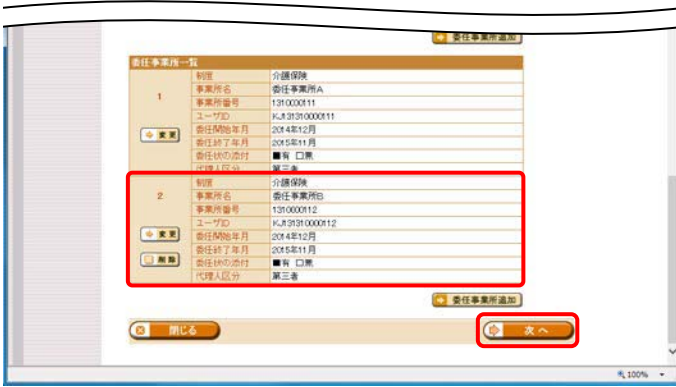 委任事業所追加
委任事業所一覧
1
制度 介護保険
事業所名 委任事業所A
事業所番号 1310000111
ユーザID KJ131310000111
変更
委任開始年月 2014年12月
委任終了年月 2015年11月
委任状の添付 ■有 □無
代理人区分 第三者
2
制度 介護保険
事業所名 委任事業所B
事業所番号 1310000112
ユーザID KJ131310000112
変更
委任開始年月 2014年12月
委任終了年月 2015年11月
削除
委任状の添付 ■有 □無
代理人区分 第三者
委任事業所追加
閉じる
次へ
100%